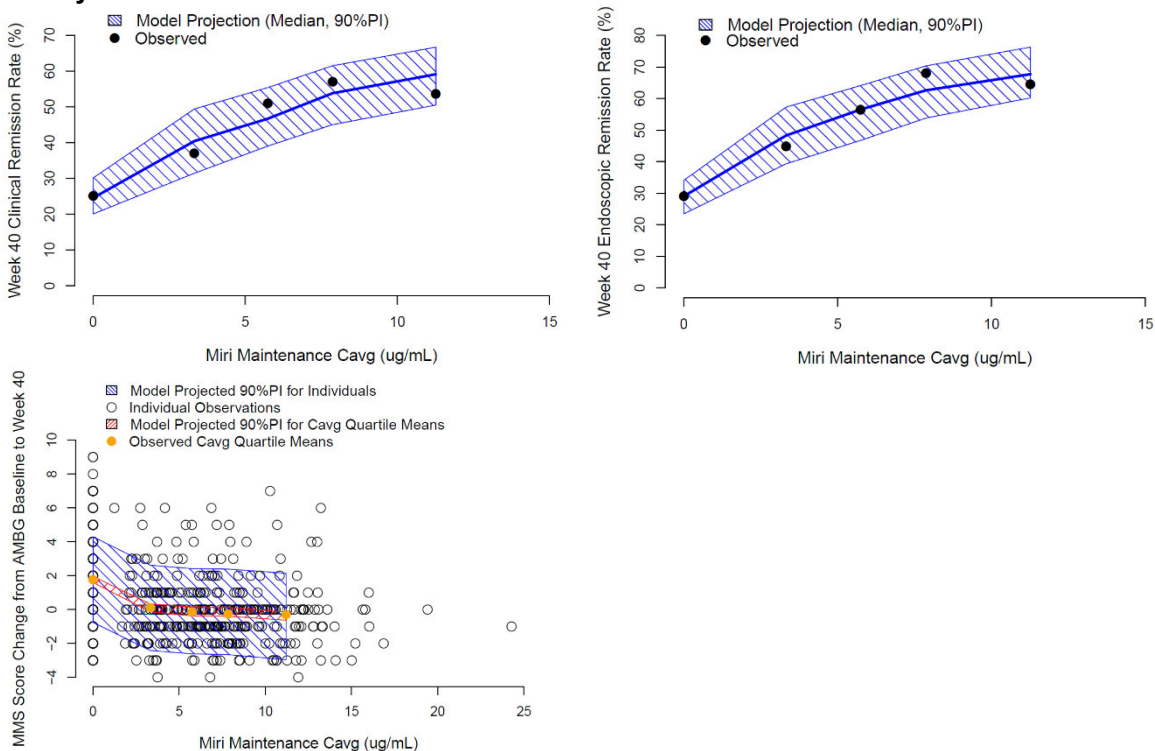 Model Projection (Median, 90%PI)
Observed
Week 40 Clinical Remission Rate (%)
0 10 20 30 40 50 60 70
0 5 10 15
Miri Maintenance Cavg (ug/mL)
Model Projection (Median, 90%PI)
Observed
Week 40 Endoscopic Remission Rate (%)
0 10 20 30 40 50 60 70 80
0 5 10 15
Miri Maintenance Cavg (ug/mL)
Model Projected 90%PI for Individuals
Individual Observations
Model Projected 90%PI for Cavg Quartile Means
Observed Cavg Quartile Means
MMS Score Change from AMBG Baseline to Week 40
-4 -2 0 2 4 6 8 10
0 5 10 15 20 25
Miri Maintenance Cavg (ug/mL)